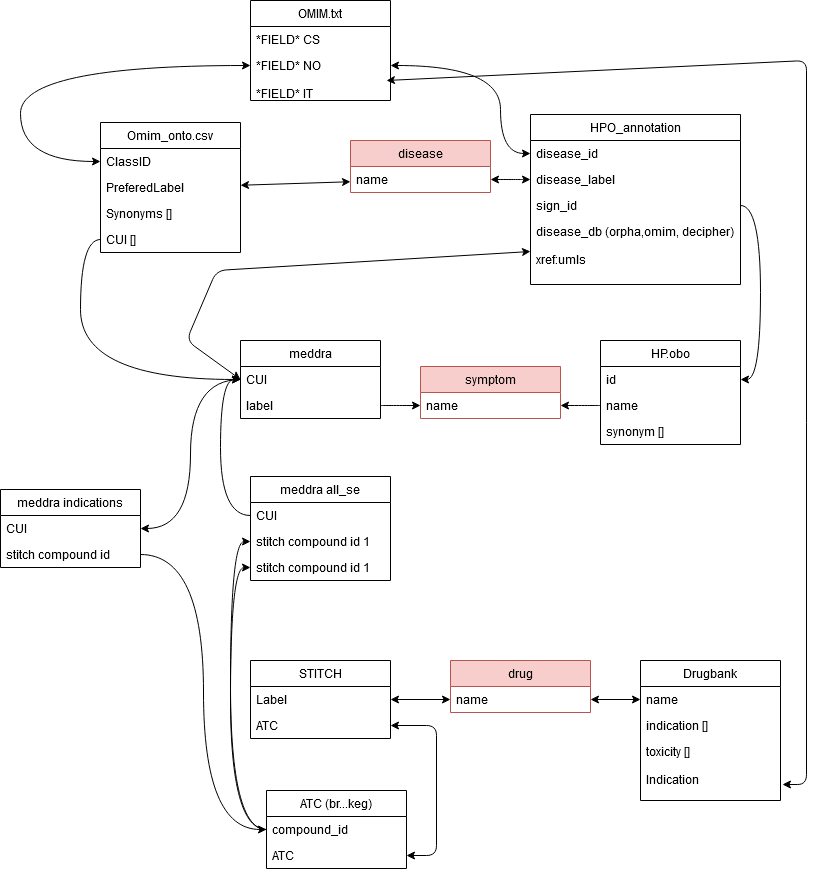 OMIM.txt
*FIELD* CS
*FIELD* NO
*FIELD* IT
Omim_onto.csv
ClassID
PreferedLabel
Synonyms []
CUI []
disease
name
HPO_annotation
disease_id
disease_label
sign_id
disease_db (orpha,omim, decipher)
xref:umls
meddra
CUI
label
symptom
name
HP.obo
id
name
synonym []
meddra indications
CUI
stitch compound id
meddra all_se
CUI
stitch compound id 1
stitch compound id 1
STITCH
Label
ATC
drug
name
Drugbank
name
indication []
toxicity []
Indication
ATC (br...keg)
compound_id
ATC